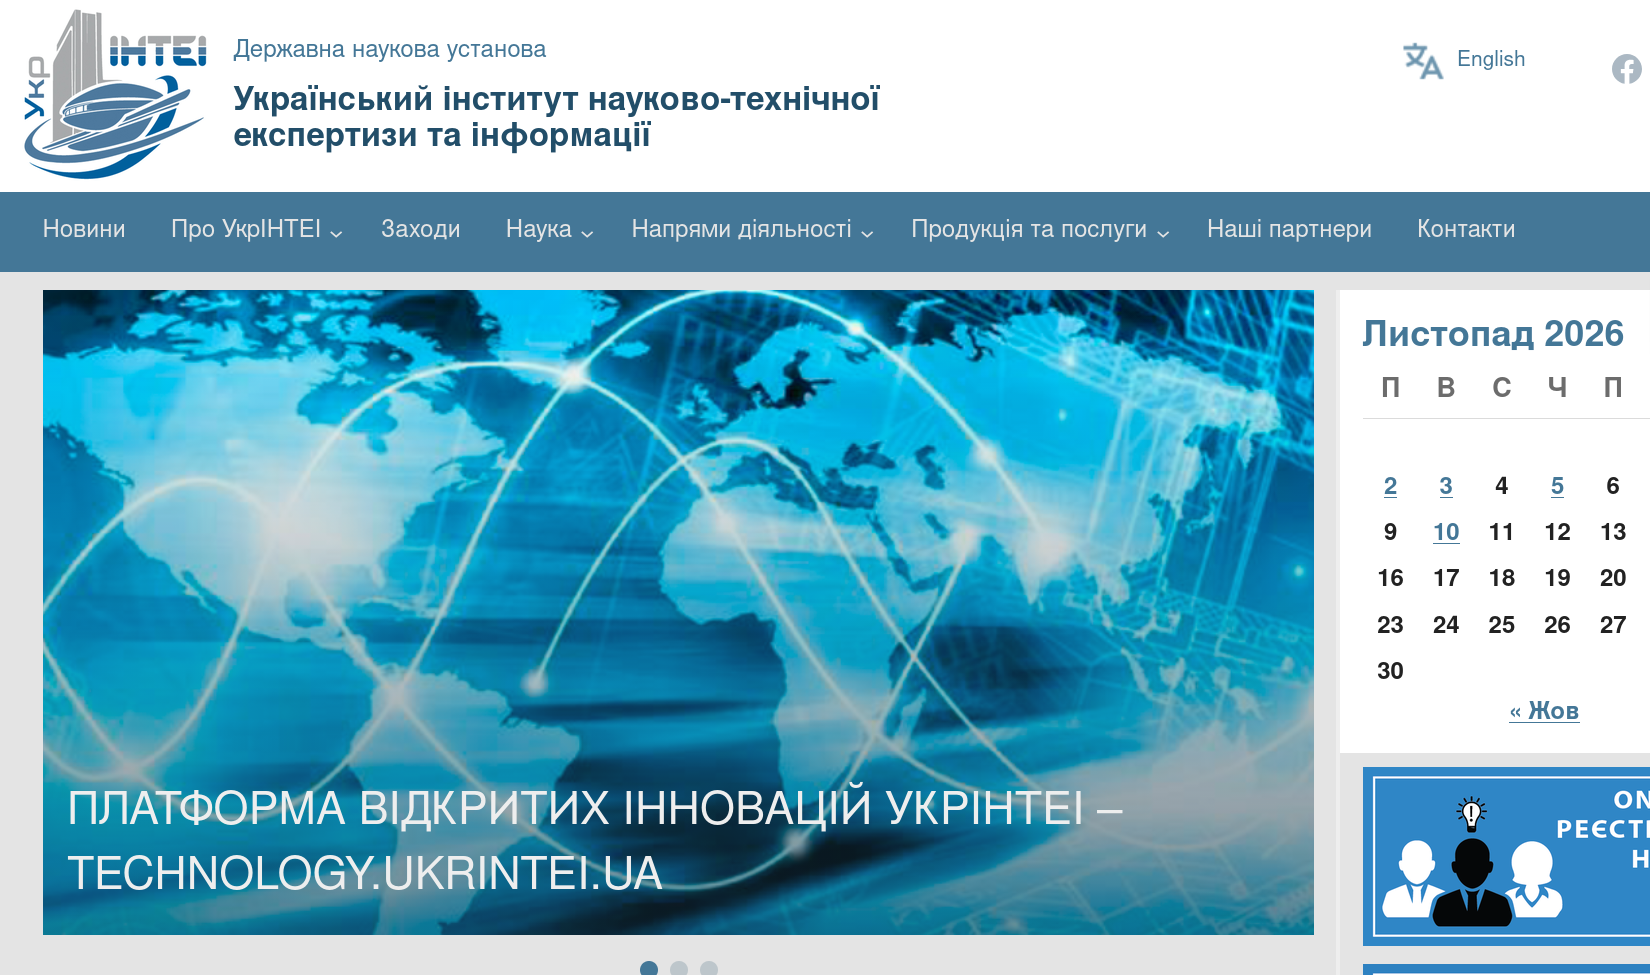 Укр ІНТЕІ
Державна наукова установа
Український інститут науково-технічної
експертизи та інформації
English
Новини Про УкрІНТЕІ Заходи Наука Напрями діяльності Продукція та послуги Наші партнери Контакти
ПЛАТФОРМА ВІДКРИТИХ ІННОВАЦІЙ УКРІНТЕІ –
TECHNOLOGY.UKRINTEI.UA
Листопад 2026
П В С Ч П
2 3 4 5 6
9 10 11 12 13
16 17 18 19 20
23 24 25 26 27
30
« Жов